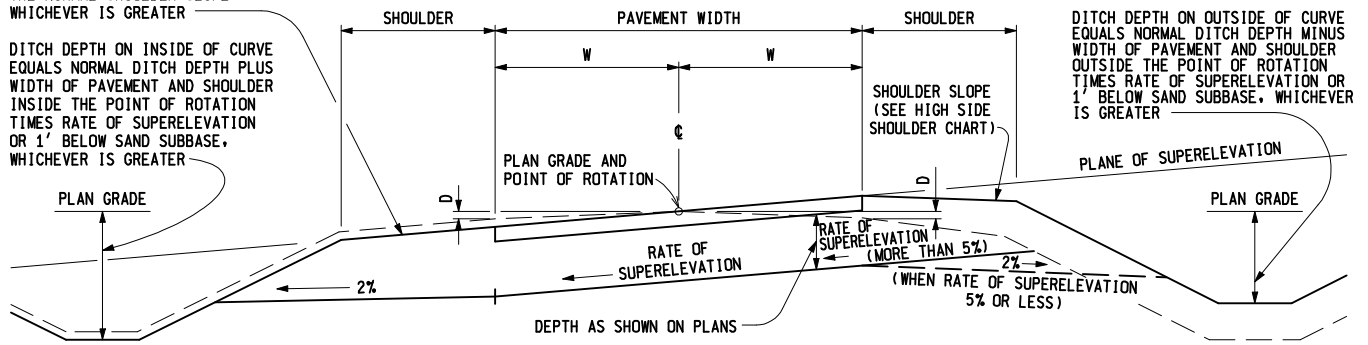 WHICHEVER IS GREATER
DITCH DEPTH ON INSIDE OF CURVE
EQUALS NORMAL DITCH DEPTH PLUS
WIDTH OF PAVEMENT AND SHOULDER
INSIDE THE POINT OF ROTATION
TIMES RATE OF SUPERELEVATION
OR 1' BELOW SAND SUBBASE,
WHICHEVER IS GREATER
PLAN GRADE
SHOULDER
PAVEMENT WIDTH
SHOULDER
W
W
℄
PLAN GRADE AND
POINT OF ROTATION
D
D
SHOULDER SLOPE
(SEE HIGH SIDE
SHOULDER CHART)
DITCH DEPTH ON OUTSIDE OF CURVE
EQUALS NORMAL DITCH DEPTH MINUS
WIDTH OF PAVEMENT AND SHOULDER
OUTSIDE THE POINT OF ROTATION
TIMES RATE OF SUPERELEVATION OR
1' BELOW SAND SUBBASE, WHICHEVER
IS GREATER
PLANE OF SUPERELEVATION
PLAN GRADE
2%
RATE OF
SUPERELEVATION
RATE OF
SUPERELEVATION
(MORE THAN 5%)
2%
(WHEN RATE OF SUPERELEVATION
5% OR LESS)
DEPTH AS SHOWN ON PLANS